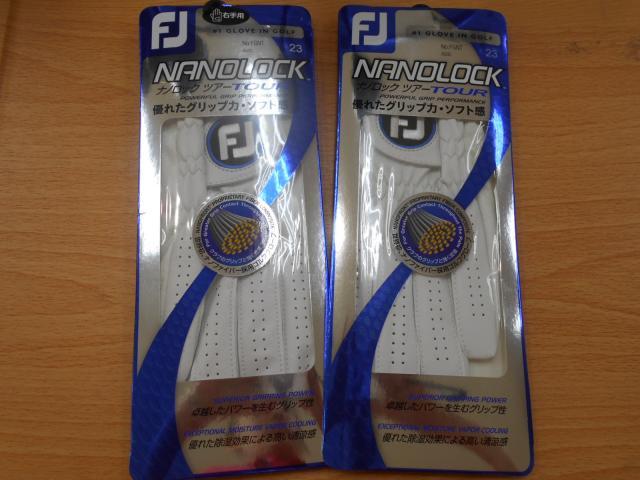 右手用
FJ
#1 GLOVE IN GOLF
23
NANOLOCK
ナノロック ツアー TOUR
POWERFUL GRIP PERFORMANCE
優れたグリップ力・ソフト感
FJ
SUPERIOR GRIPPING POWER
卓越したパワーを生むグリップ性
EXCEPTIONAL MOISTURE VAPOR COOLING
優れた除湿効果による高い清涼感
FJ
#1 GLOVE IN GOLF
23
NANOLOCK
ナノロック ツアー TOUR
POWERFUL GRIP PERFORMANCE
優れたグリップ力・ソフト感
FJ
SUPERIOR GRIPPING POWER
卓越したパワーを生むグリップ性
EXCEPTIONAL MOISTURE VAPOR COOLING
優れた除湿効果による高い清涼感